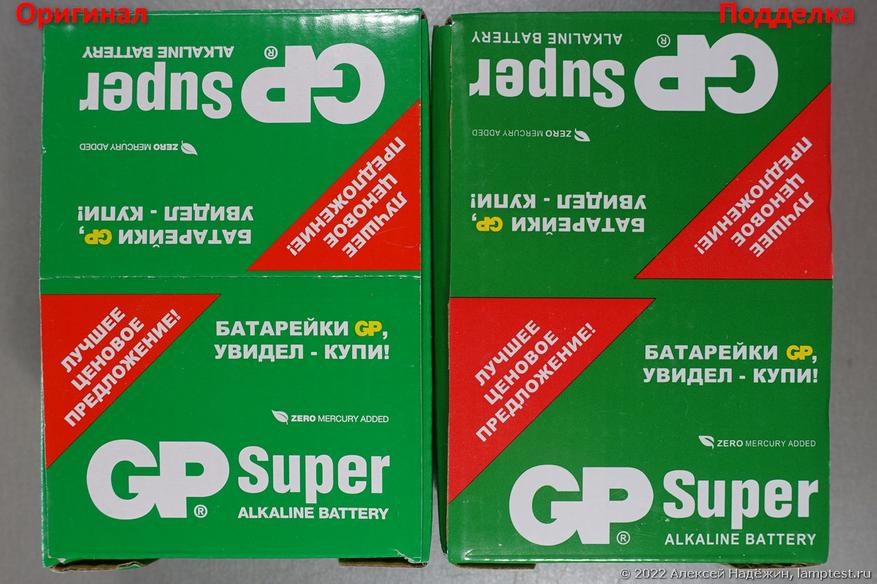 Оригинал
Подделка
GP Super
®
ALKALINE BATTERY
ZERO MERCURY ADDED
БАТАРЕЙКИ GP,
УВИДЕЛ - КУПИ!
ЛУЧШЕЕ
ЦЕНОВОЕ
ПРЕДЛОЖЕНИЕ!
ЛУЧШЕЕ
ЦЕНОВОЕ
ПРЕДЛОЖЕНИЕ!
БАТАРЕЙКИ GP,
УВИДЕЛ - КУПИ!
ZERO MERCURY ADDED
GP Super
®
ALKALINE BATTERY
GP Super
®
ALKALINE BATTERY
ZERO MERCURY ADDED
БАТАРЕЙКИ GP,
УВИДЕЛ - КУПИ!
ЛУЧШЕЕ
ЦЕНОВОЕ
ПРЕДЛОЖЕНИЕ!
ЛУЧШЕЕ
ЦЕНОВОЕ
ПРЕДЛОЖЕНИЕ!
БАТАРЕЙКИ GP,
УВИДЕЛ - КУПИ!
ZERO MERCURY ADDED
GP Super
®
ALKALINE BATTERY
© 2022 Алексей Надёжин, lamptest.ru